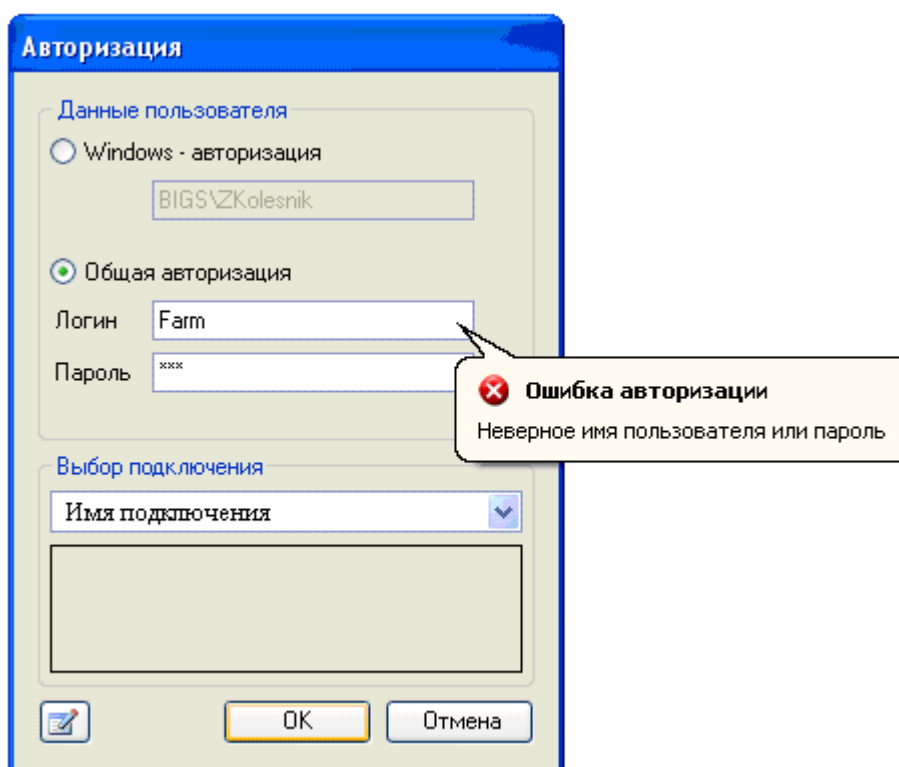 Авторизация
Данные пользователя
Windows - авторизация
BIGS\ZKolesnik
Общая авторизация
Логин Farm
Пароль ***
Ошибка авторизации
Неверное имя пользователя или пароль
Выбор подключения
Имя подключения
OK Отмена